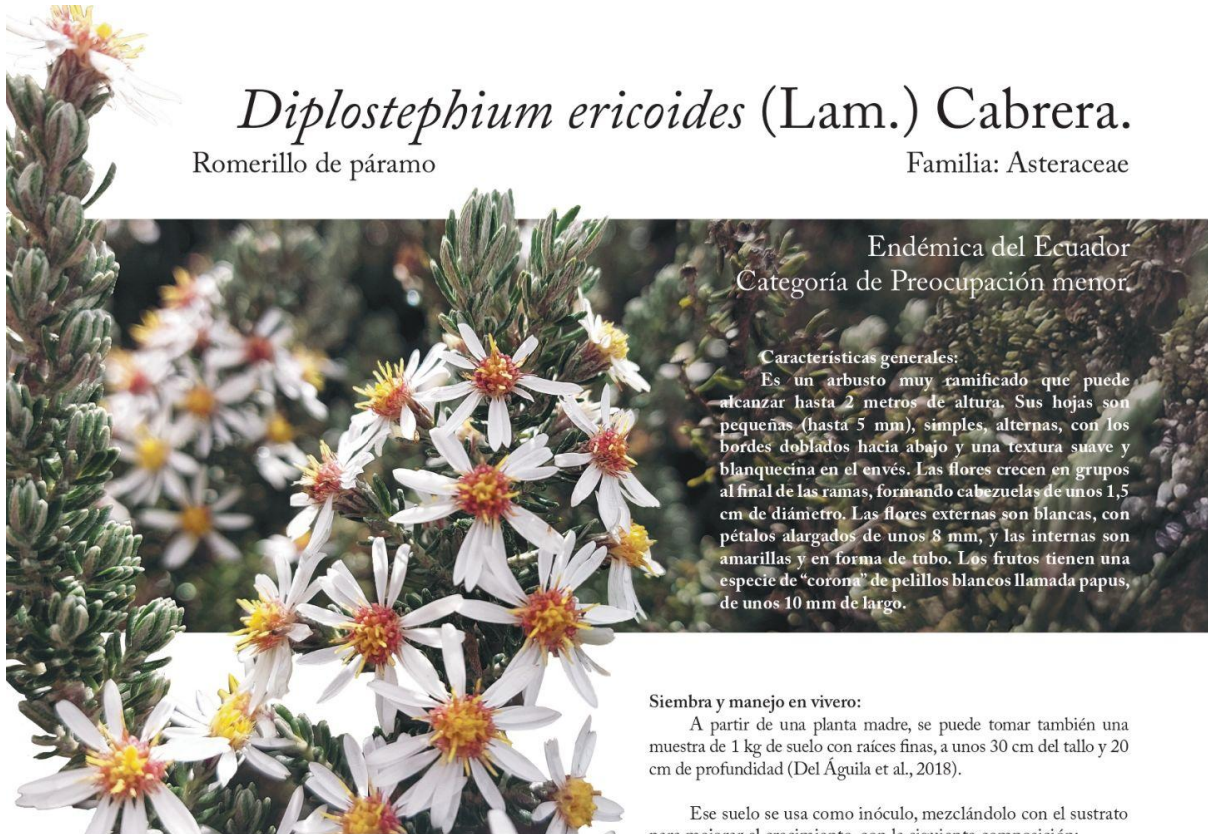 Diplostephium ericoides (Lam.) Cabrera.
Romerillo de páramo
Familia: Asteraceae
Endémica del Ecuador
Categoría de Preocupación menor.
Características generales:
Es un arbusto muy ramificado que puede
alcanzar hasta 2 metros de altura. Sus hojas son
pequeñas (hasta 5 mm), simples, alternas, con los
bordes doblados hacia abajo y una textura suave y
blanquecina en el envés. Las flores crecen en grupos
al final de las ramas, formando cabezuelas de unos 1,5
cm de diámetro. Las flores externas son blancas, con
pétalos alargados de unos 8 mm, y las internas son
amarillas y en forma de tubo. Los frutos tienen una
especie de “corona” de pelillos blancos llamada papus,
de unos 10 mm de largo.
Siembra y manejo en vivero:
A partir de una planta madre, se puede tomar también una
muestra de 1 kg de suelo con raíces finas, a unos 30 cm del tallo y 20
cm de profundidad (Del Águila et al., 2018).
Ese suelo se usa como inóculo, mezclándolo con el sustrato
para mejorar el crecimiento, con la siguiente composición: